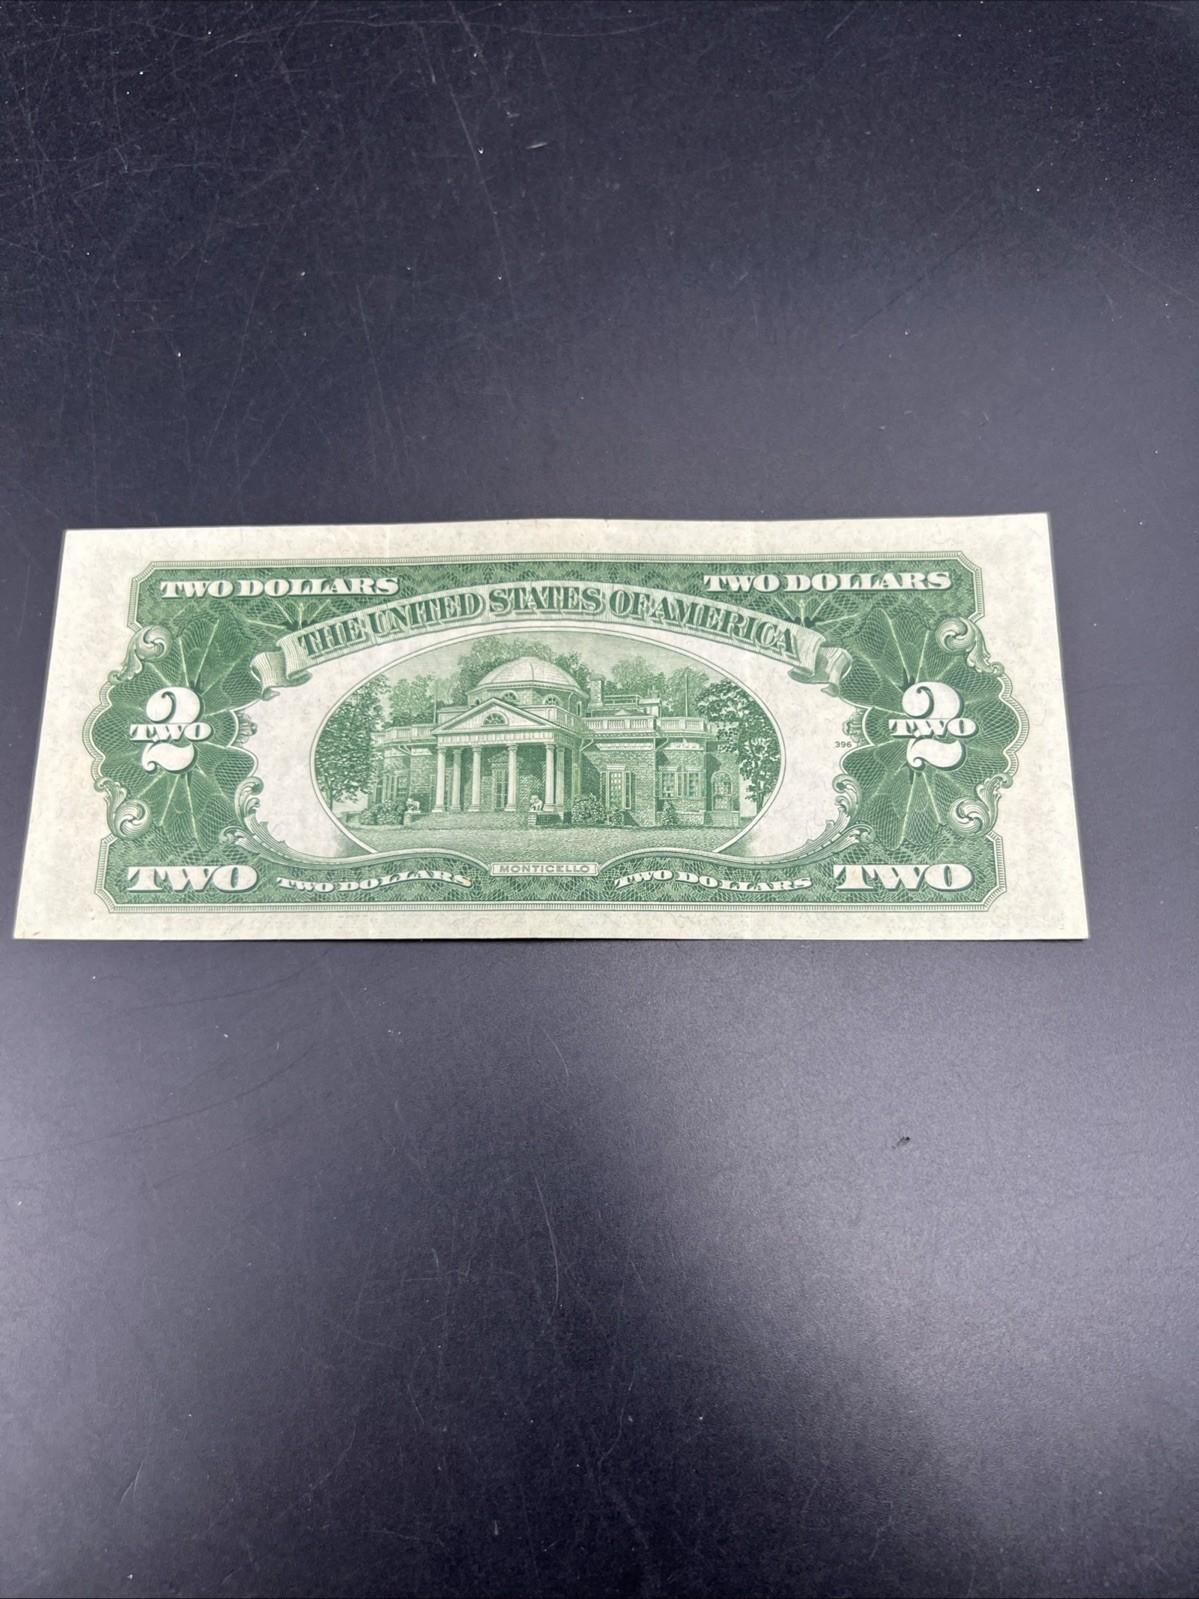 TWO DOLLARS
TWO DOLLARS
THE UNITED STATES OF AMERICA
2
TWO
2
TWO
396
TWO
TWO DOLLARS
MONTICELLO
TWO DOLLARS
TWO